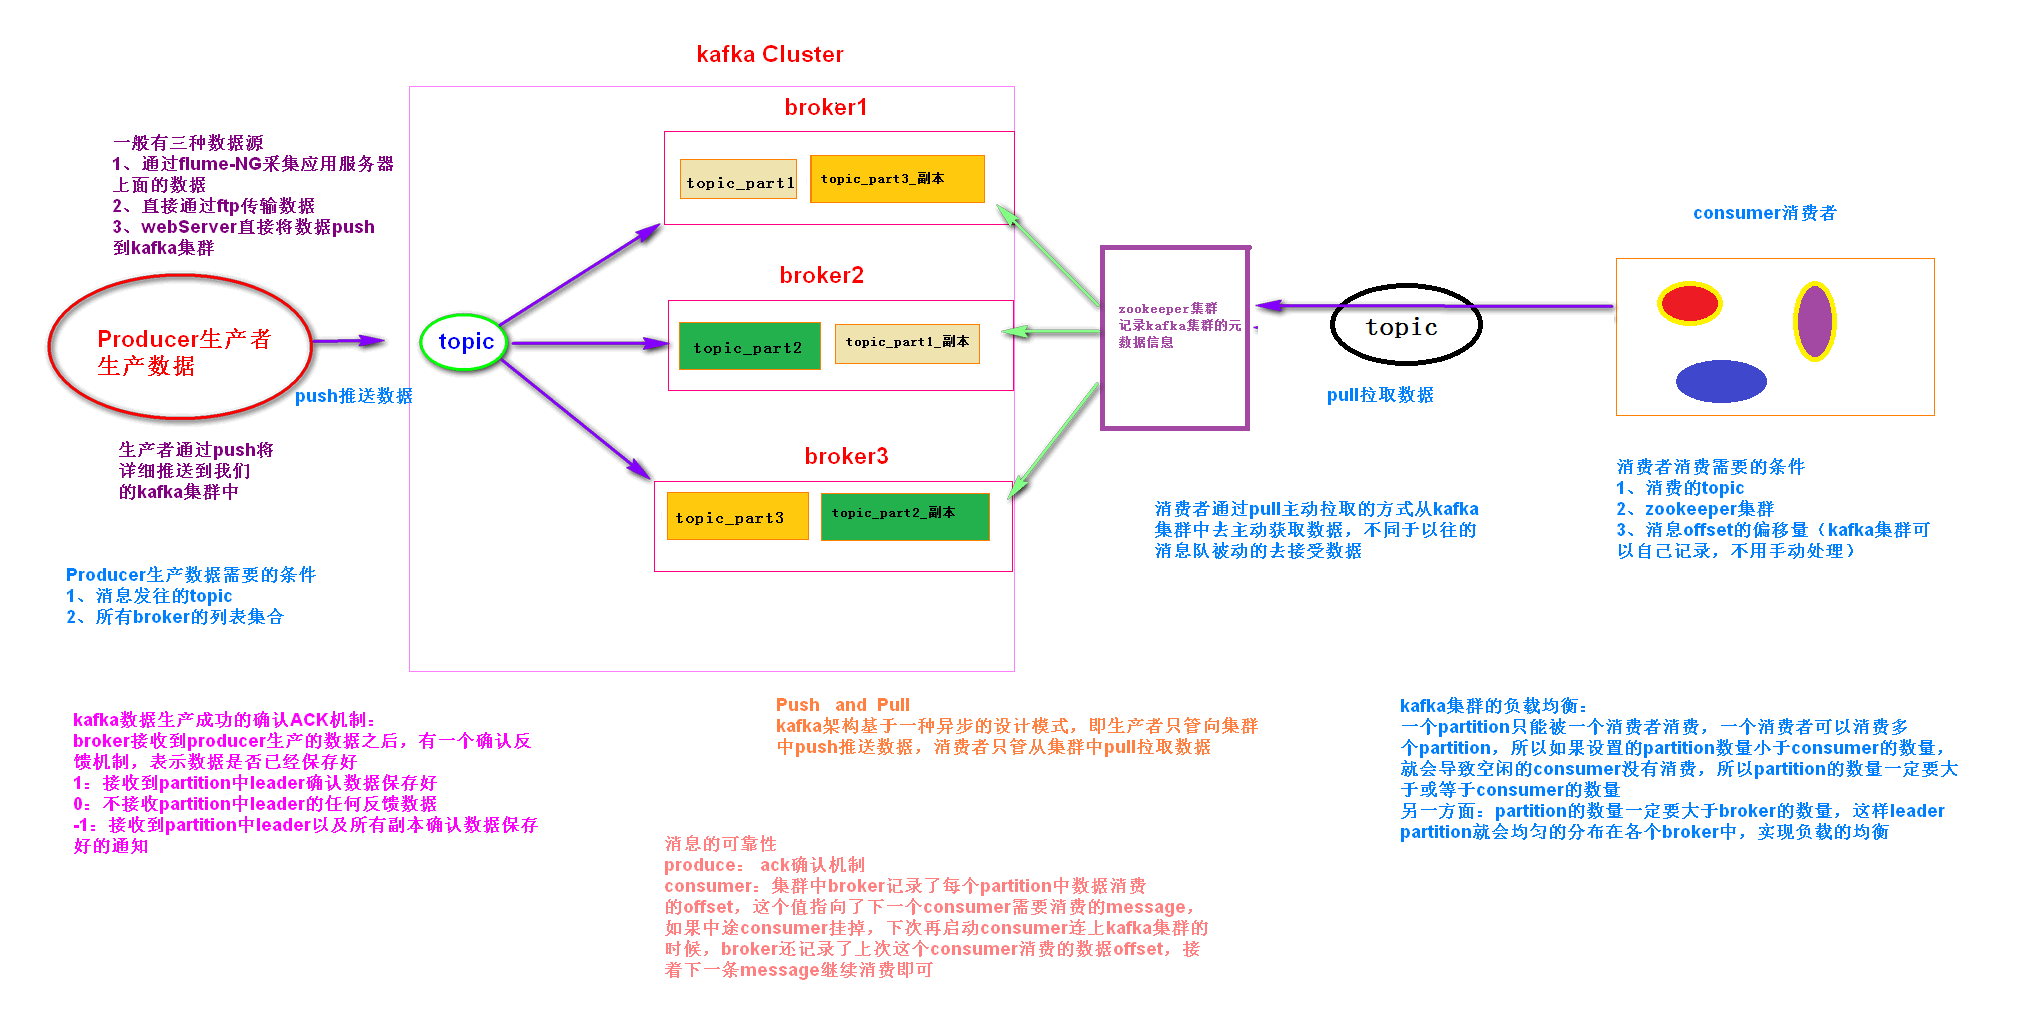 kafka Cluster
broker1
一般有三种数据源
1、通过flume-NG采集应用服务器
上面的数据
2、直接通过ftp传输数据
3、webServer直接将数据push
到kafka集群
topic_part1
topic_part3_副本
consumer消费者
broker2
Producer生产者
生产数据
push推送数据
topic
topic_part2
topic_part1_副本
zookeeper集群
记录kafka集群的元
数据信息
topic
pull拉取数据
生产者通过push将
详细推送到我们
的kafka集群中
broker3
topic_part3
topic_part2_副本
消费者通过pull主动拉取的方式从kafka
集群中去主动获取数据，不同于以往的
消息队被动的去接受数据
消费者消费需要的条件
1、消费的topic
2、zookeeper集群
3、消息offset的偏移量（kafka集群可
以自己记录，不用手动处理）
Producer生产数据需要的条件
1、消息发往的topic
2、所有broker的列表集合
kafka数据生产成功的确认ACK机制：
broker接收到producer生产的数据之后，有一个确认反
馈机制，表示数据是否已经保存好
1：接收到partition中leader确认数据保存好
0：不接收partition中leader的任何反馈数据
-1：接收到partition中leader以及所有副本确认数据保存
好的通知
Push and Pull
kafka架构基于一种异步的设计模式，即生产者只管向集群
中push推送数据，消费者只管从集群中pull拉取数据
消息的可靠性
produce： ack确认机制
consumer：集群中broker记录了每个partition中数据消费
的offset，这个值指向了下一个consumer需要消费的message，
如果中途consumer挂掉，下次再启动consumer连上kafka集群的
时候，broker还记录了上次这个consumer消费的数据offset，接
着下一条message继续消费即可
kafka集群的负载均衡：
一个partition只能被一个消费者消费，一个消费者可以消费多
个partition，所以如果设置的partition数量小于consumer的数量，
就会导致空闲的consumer没有消费，所以partition的数量一定要大
于或等于consumer的数量
另一方面：partition的数量一定要大于broker的数量，这样leader
partition就会均匀的分布在各个broker中，实现负载的均衡